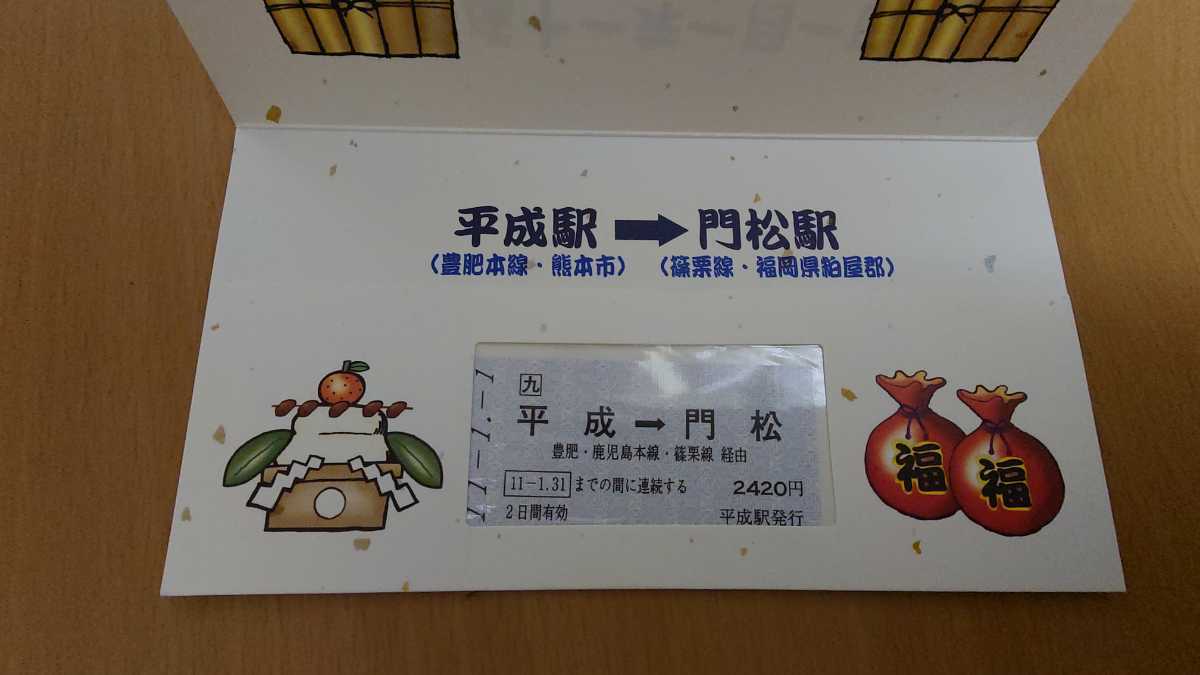 平成駅➡門松駅
(豊肥本線・熊本市) (篠栗線・福岡県粕屋郡)
11-1.-1
九
平成→門松
豊肥・鹿児島本線・篠栗線 経由
11-1.31までの間に連続する 2420円
2日間有効 平成駅発行
福
福